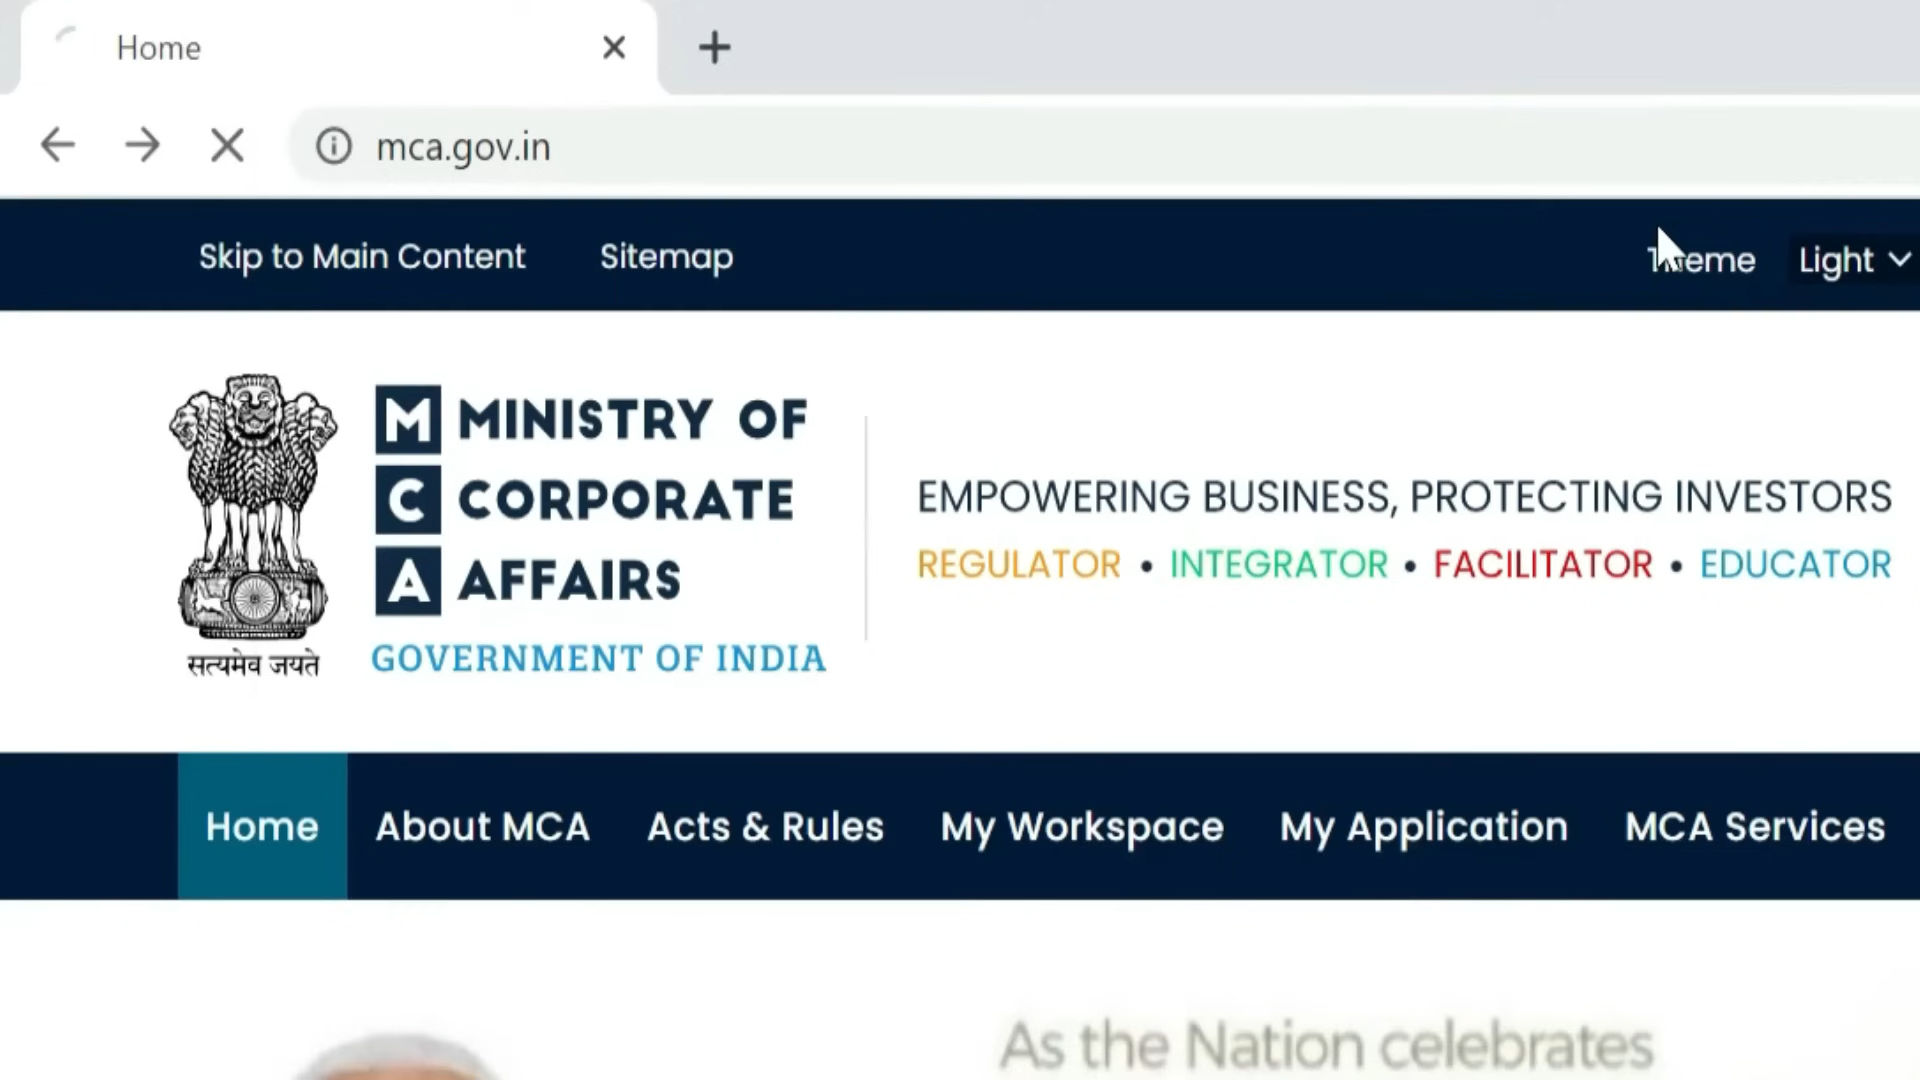 Home
mca.gov.in
Skip to Main Content Sitemap Theme Light
M MINISTRY OF
C CORPORATE
A AFFAIRS
सत्यमेव जयते
GOVERNMENT OF INDIA
EMPOWERING BUSINESS, PROTECTING INVESTORS
REGULATOR • INTEGRATOR • FACILITATOR • EDUCATOR
Home About MCA Acts & Rules My Workspace My Application MCA Services
As the Nation celebrates